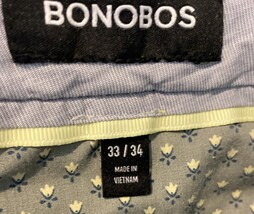 BONOBOS
33 / 34
MADE IN
VIETNAM